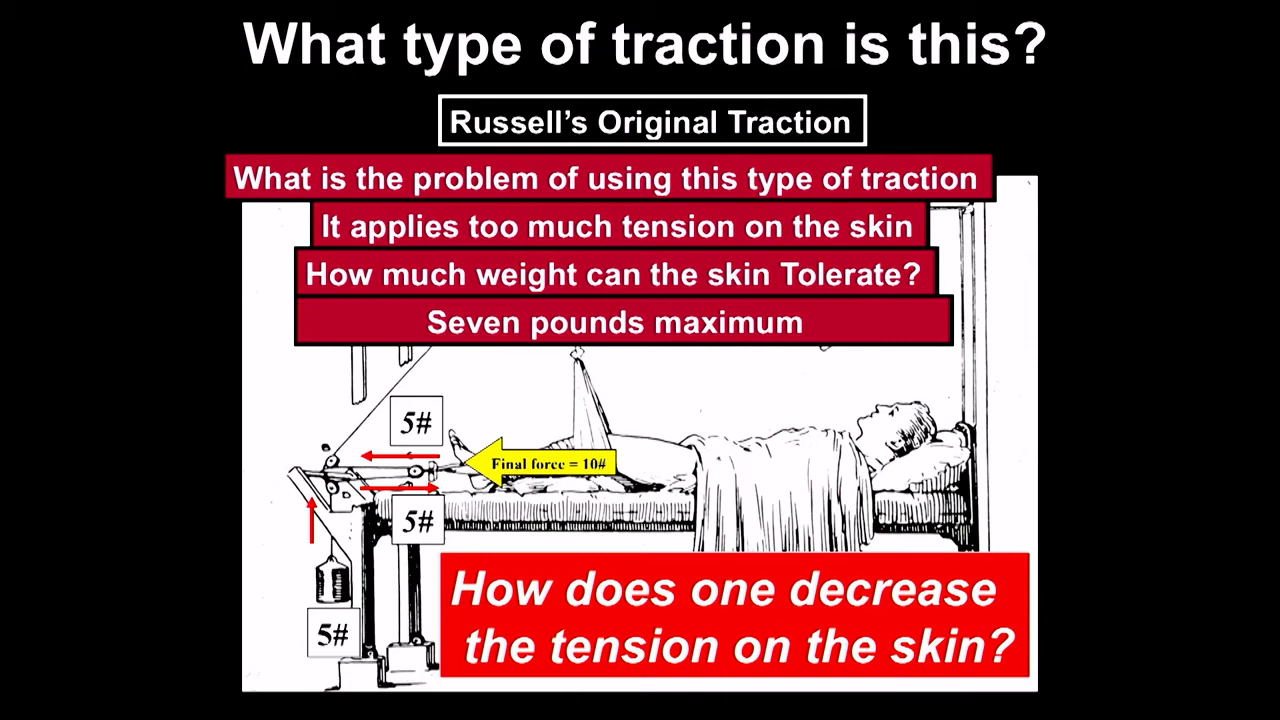 What type of traction is this?
Russell's Original Traction
What is the problem of using this type of traction
It applies too much tension on the skin
How much weight can the skin Tolerate?
Seven pounds maximum
5#
Final force = 10#
5#
5#
How does one decrease
the tension on the skin?